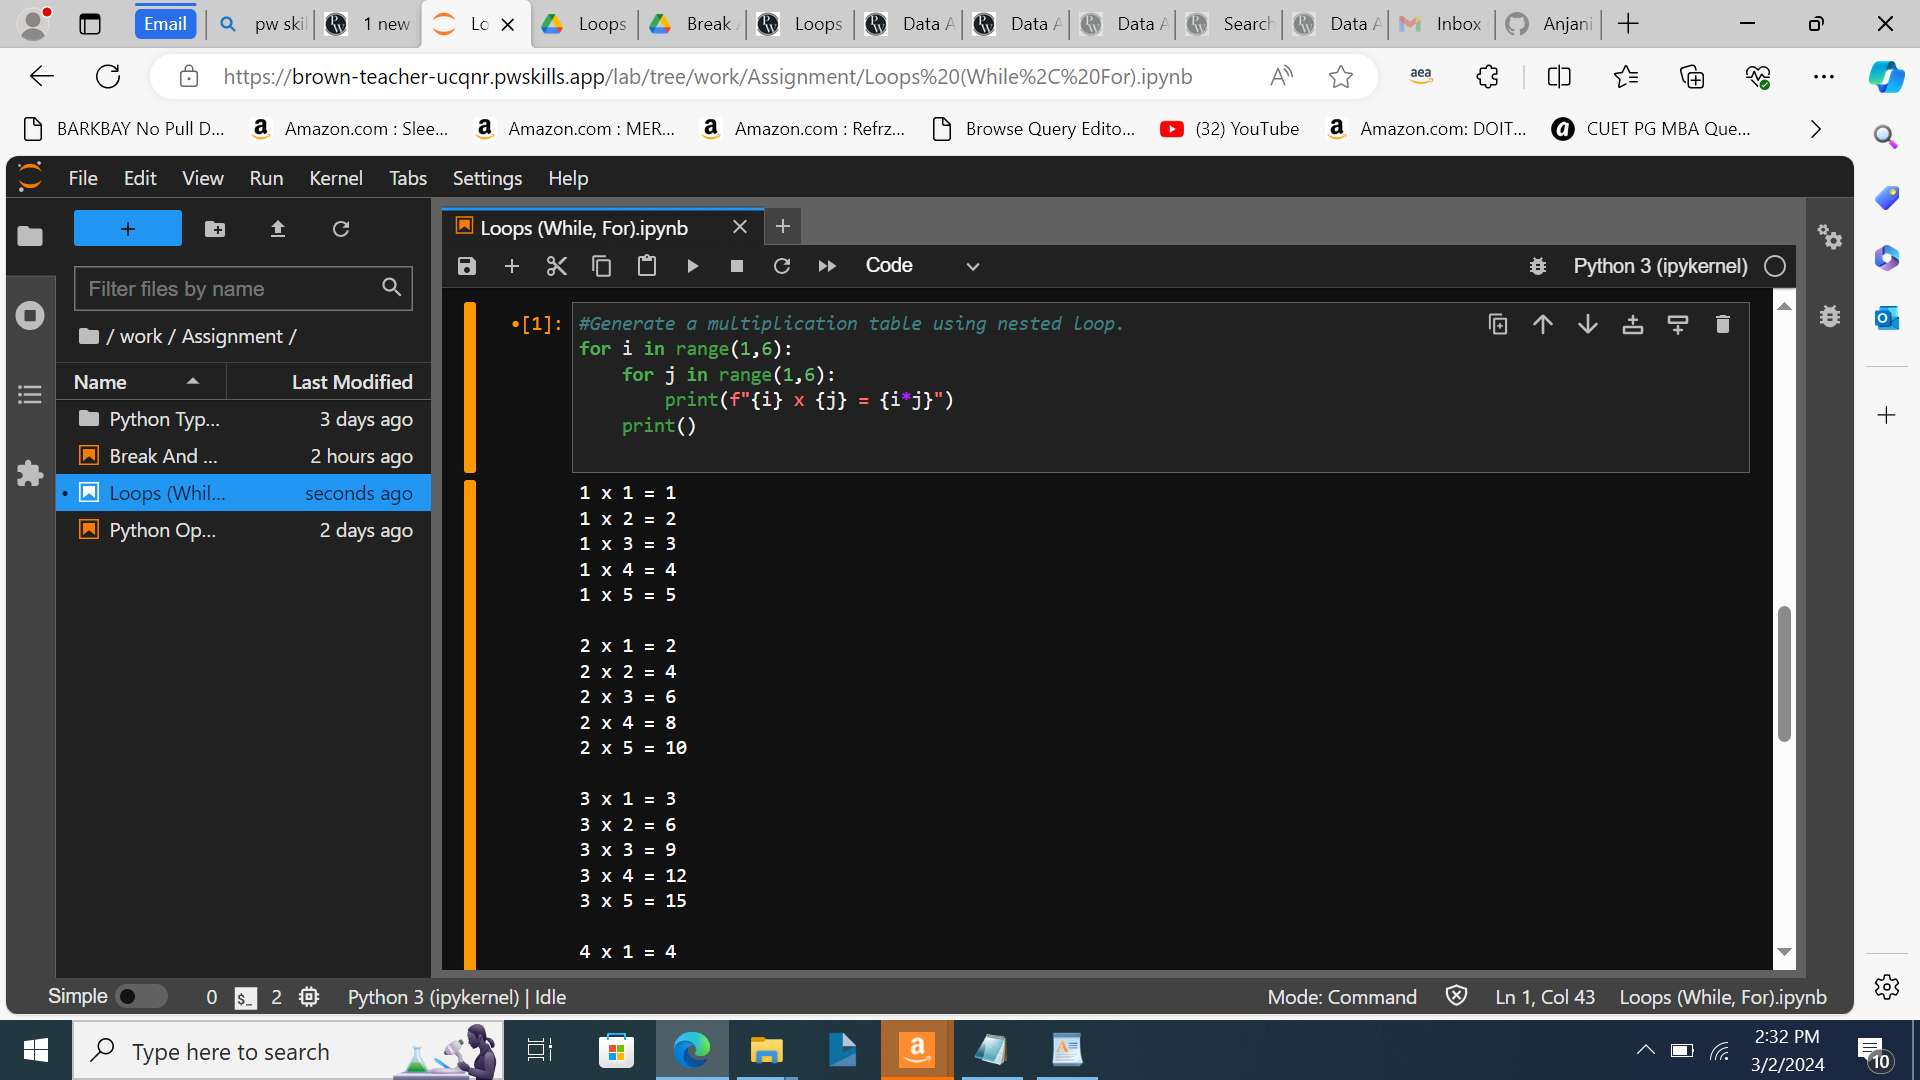 Email
pw skil
1 new
Lo
Loops
Break
Loops
Data A
Data A
Data A
Search
Data A
Inbox
Anjani
https://brown-teacher-ucqnr.pwskills.app/lab/tree/work/Assignment/Loops%20(While%2C%20For).ipynb
aea
BARKBAY No Pull D...
Amazon.com : Slee...
Amazon.com : MER...
Amazon.com : Refrz...
Browse Query Edito...
(32) YouTube
Amazon.com: DOIT...
CUET PG MBA Que...
File Edit View Run Kernel Tabs Settings Help
Filter files by name
/ work / Assignment /
Name Last Modified
Python Typ... 3 days ago
Break And ... 2 hours ago
Loops (Whil... seconds ago
Python Op... 2 days ago
Loops (While, For).ipynb
Code
Python 3 (ipykernel)
[1]:
#Generate a multiplication table using nested loop.
for i in range(1,6):
    for j in range(1,6):
        print(f"{i} x {j} = {i*j}")
    print()
1 x 1 = 1
1 x 2 = 2
1 x 3 = 3
1 x 4 = 4
1 x 5 = 5
2 x 1 = 2
2 x 2 = 4
2 x 3 = 6
2 x 4 = 8
2 x 5 = 10
3 x 1 = 3
3 x 2 = 6
3 x 3 = 9
3 x 4 = 12
3 x 5 = 15
4 x 1 = 4
Simple 0 $_ 2 Python 3 (ipykernel) | Idle
Mode: Command Ln 1, Col 43 Loops (While, For).ipynb
Type here to search
2:32 PM
3/2/2024
10